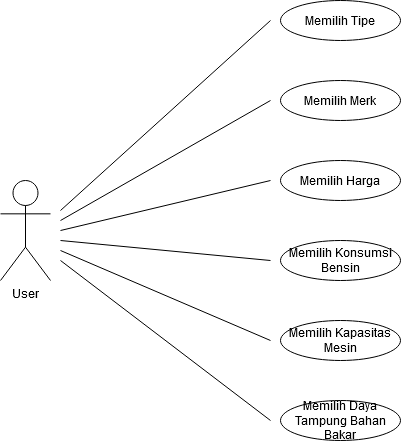 Memilih Tipe
Memilih Merk
Memilih Harga
Memilih Konsumsi
Bensin
User
Memilih Kapasitas
Mesin
Memilih Daya
Tampung Bahan
Bakar